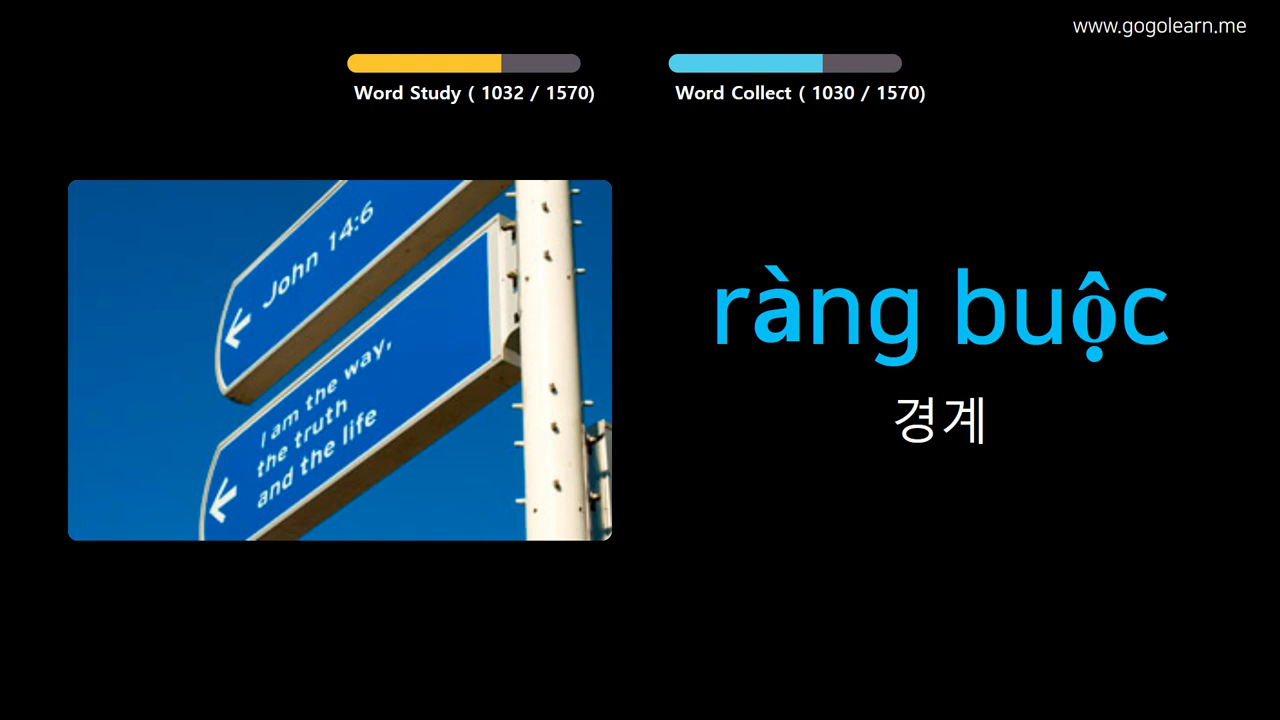 www.gogolearn.me
Word Study ( 1032 / 1570)
Word Collect ( 1030 / 1570)
John 14:6
I am the way,
the truth
and the life
ràng buộc
경계